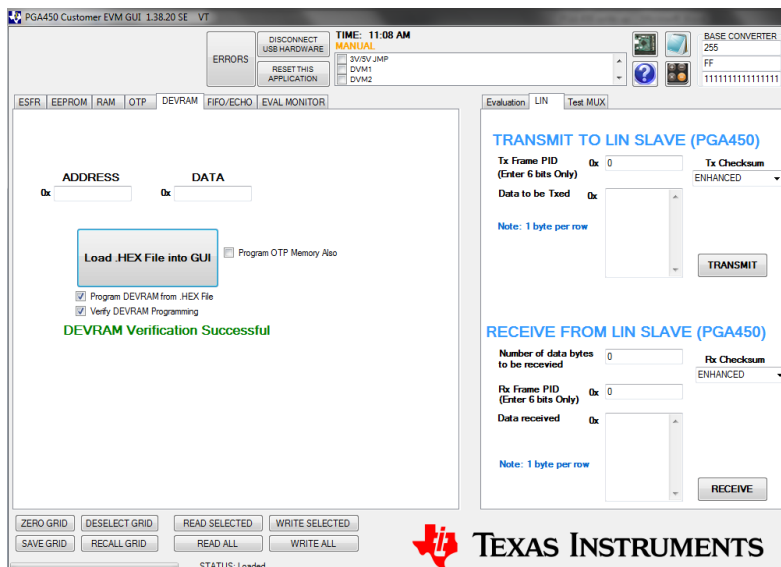 PGA450 Customer EVM GUI 1.38.20 SE VT
ERRORS
DISCONNECT
USB HARDWARE
RESET THIS
APPLICATION
TIME: 11:08 AM
MANUAL
3V/5V JMP
DVM1
DVM2
BASE CONVERTER
255
FF
1111111111111111
ESFR EEPROM RAM OTP DEVRAM FIFO/ECHO EVAL MONITOR
ADDRESS DATA
0x 0x
Load .HEX File into GUI
Program OTP Memory Also
Program DEVRAM from .HEX File
Verify DEVRAM Programming
DEVRAM Verification Successful
Evaluation LIN Test MUX
TRANSMIT TO LIN SLAVE (PGA450)
Tx Frame PID 0x 0
(Enter 6 bits Only)
Tx Checksum
ENHANCED
Data to be Txed 0x
Note: 1 byte per row
TRANSMIT
RECEIVE FROM LIN SLAVE (PGA450)
Number of data bytes 0
to be recevied
Rx Checksum
ENHANCED
Rx Frame PID 0x 0
(Enter 6 bits Only)
Data received 0x
Note: 1 byte per row
RECEIVE
ZERO GRID DESELECT GRID READ SELECTED WRITE SELECTED
SAVE GRID RECALL GRID READ ALL WRITE ALL
STATUS: Loaded
TEXAS INSTRUMENTS